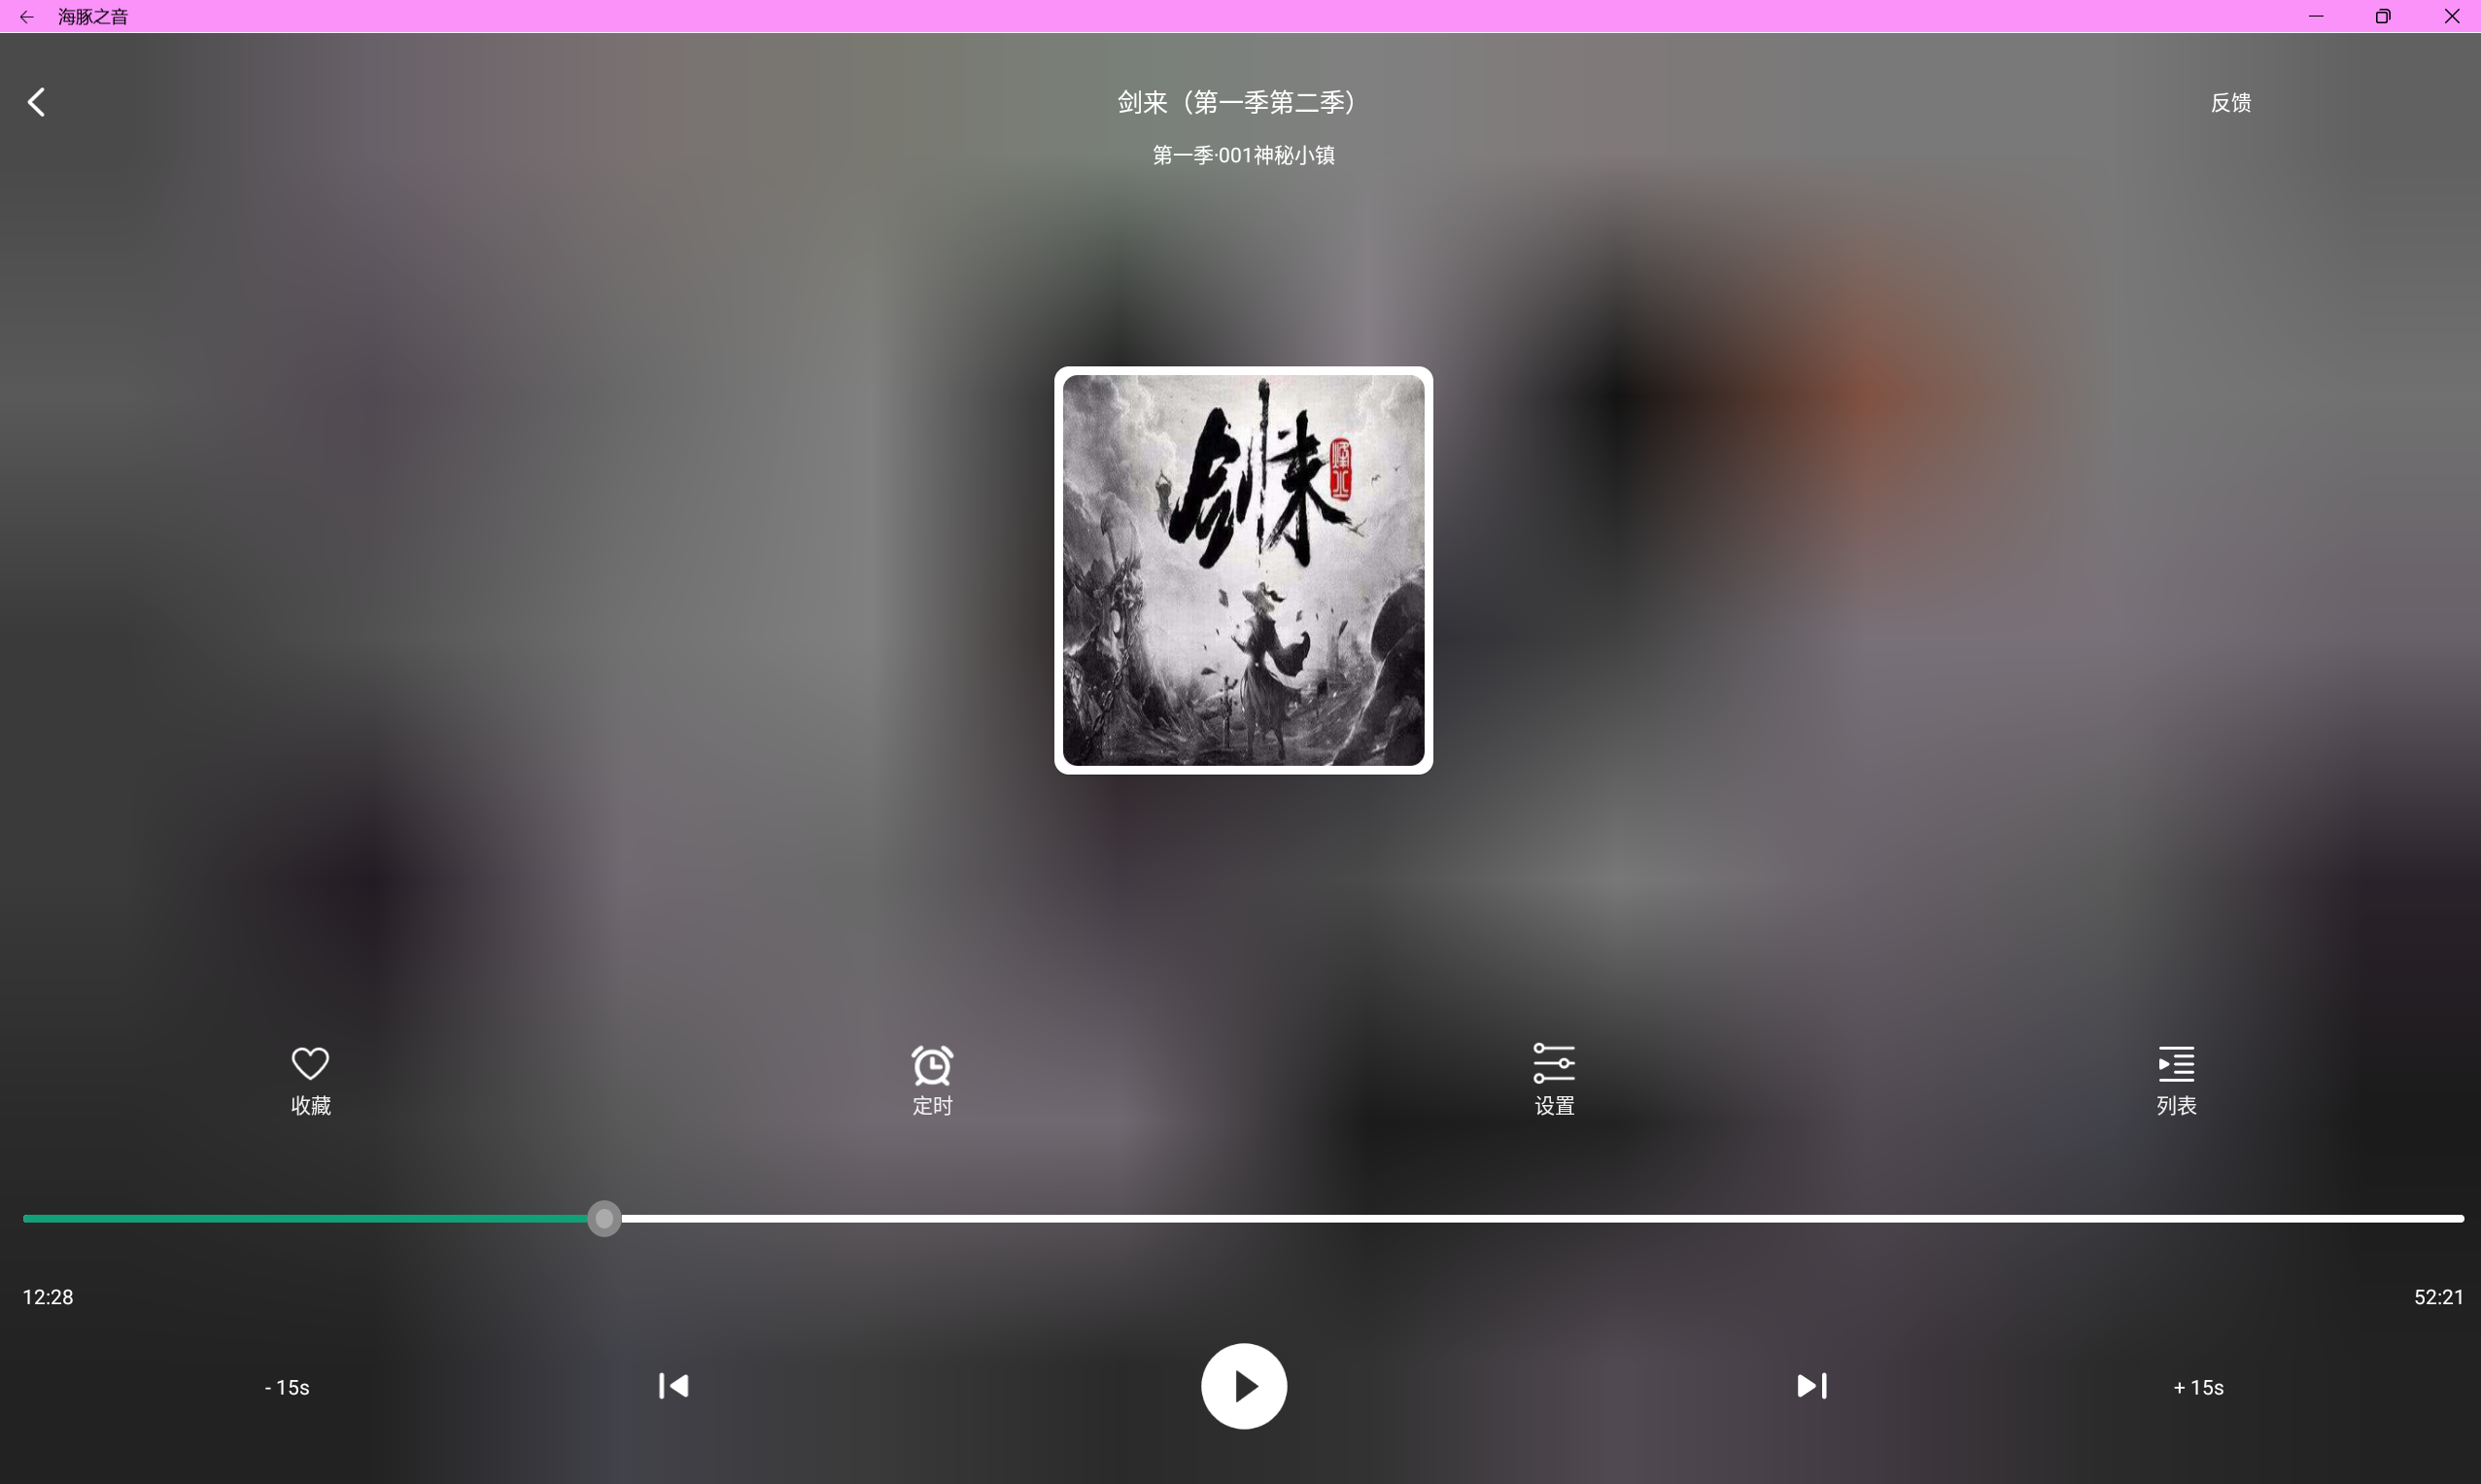 海豚之音
剑来（第一季第二季）
反馈
第一季·001神秘小镇
剑来
烽火
收藏
定时
设置
列表
12:28
52:21
- 15s
+ 15s